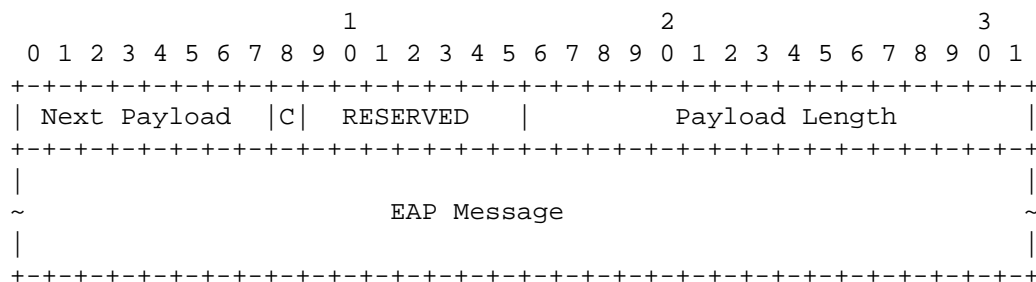 1                   2                   3
 0 1 2 3 4 5 6 7 8 9 0 1 2 3 4 5 6 7 8 9 0 1 2 3 4 5 6 7 8 9 0 1
+-+-+-+-+-+-+-+-+-+-+-+-+-+-+-+-+-+-+-+-+-+-+-+-+-+-+-+-+-+-+-+-+
| Next Payload  |C|  RESERVED   |         Payload Length        |
+-+-+-+-+-+-+-+-+-+-+-+-+-+-+-+-+-+-+-+-+-+-+-+-+-+-+-+-+-+-+-+-+
|                                                               |
~                       EAP Message                             ~
|                                                               |
+-+-+-+-+-+-+-+-+-+-+-+-+-+-+-+-+-+-+-+-+-+-+-+-+-+-+-+-+-+-+-+-+